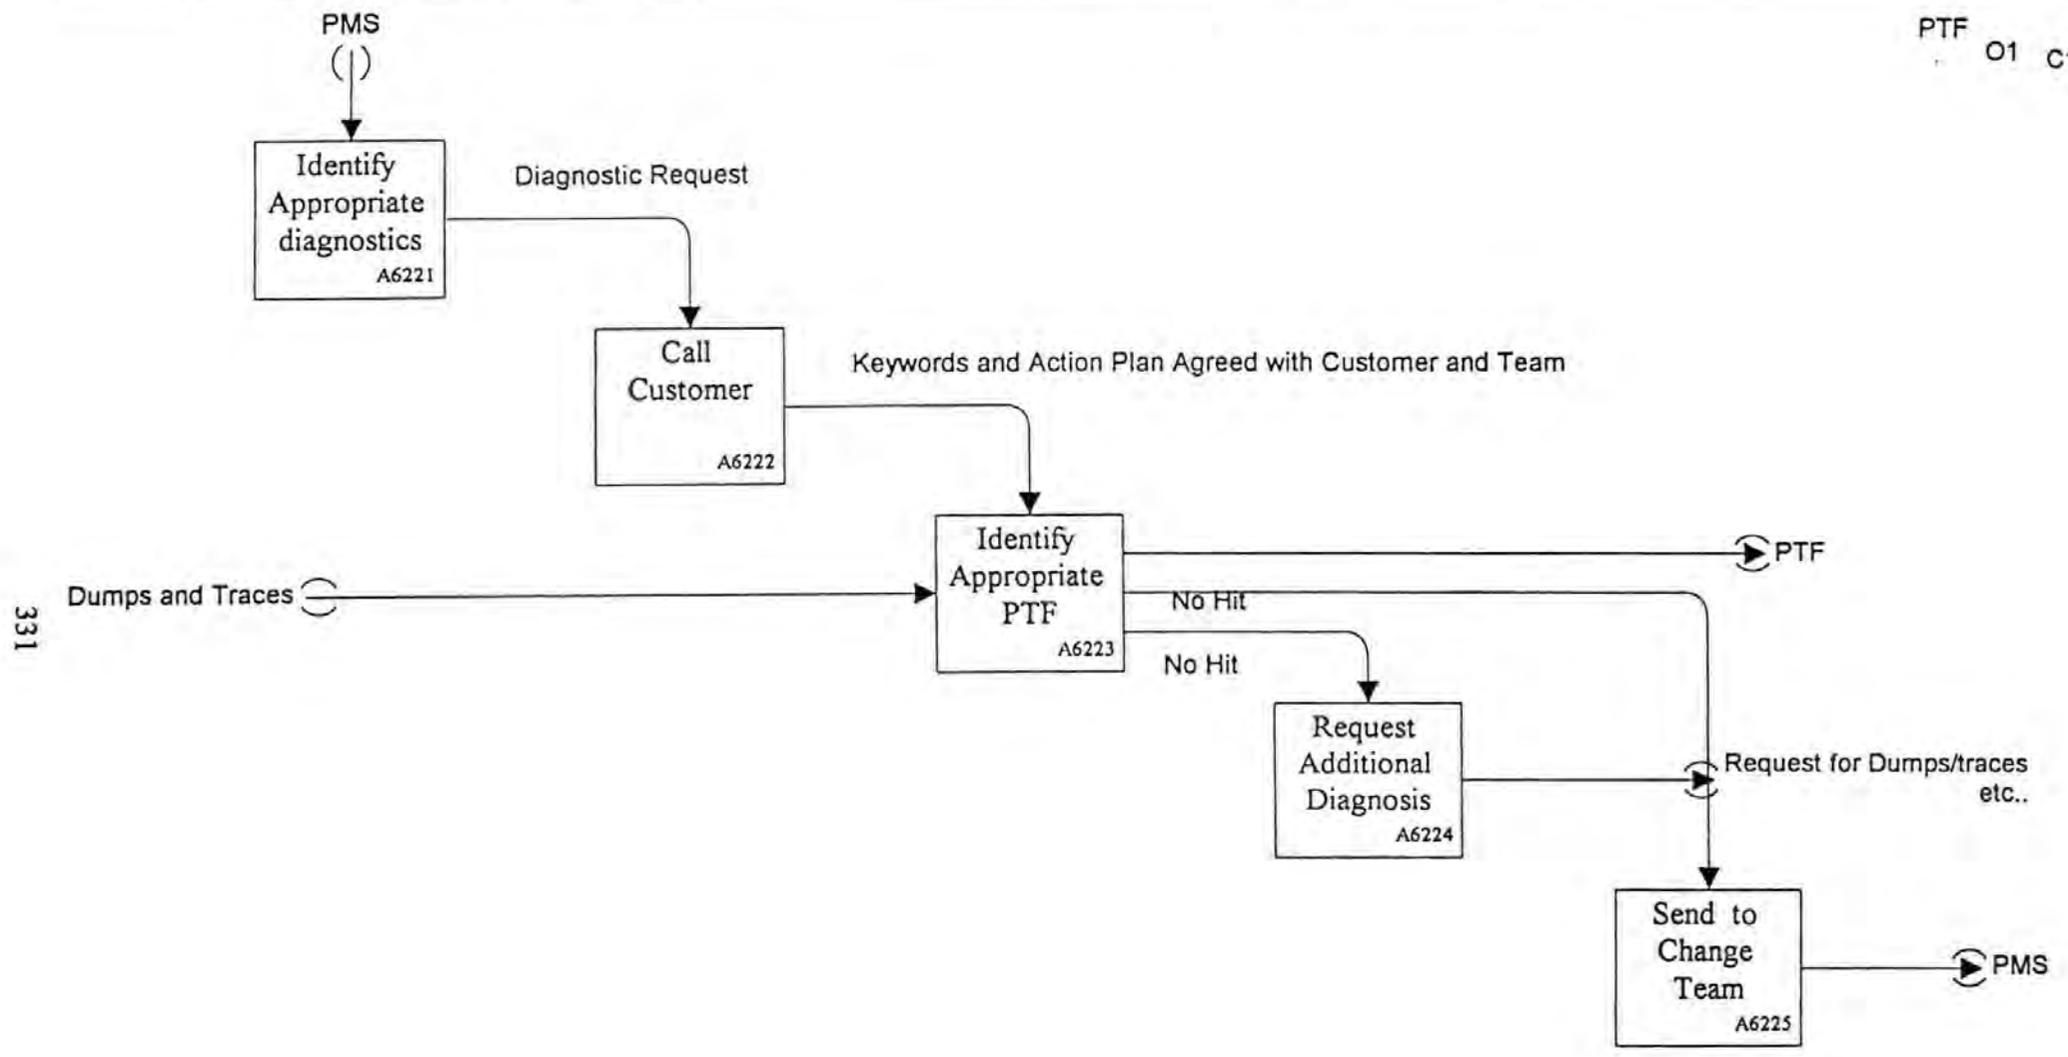 PMS
PTF
O1
Identify
Appropriate
diagnostics
A6221
Diagnostic Request
Call
Customer
A6222
Keywords and Action Plan Agreed with Customer and Team
Identify
Appropriate
PTF
A6223
PTF
Dumps and Traces
No Hit
No Hit
331
Request
Additional
Diagnosis
A6224
Request for Dumps/traces
etc..
Send to
Change
Team
A6225
PMS